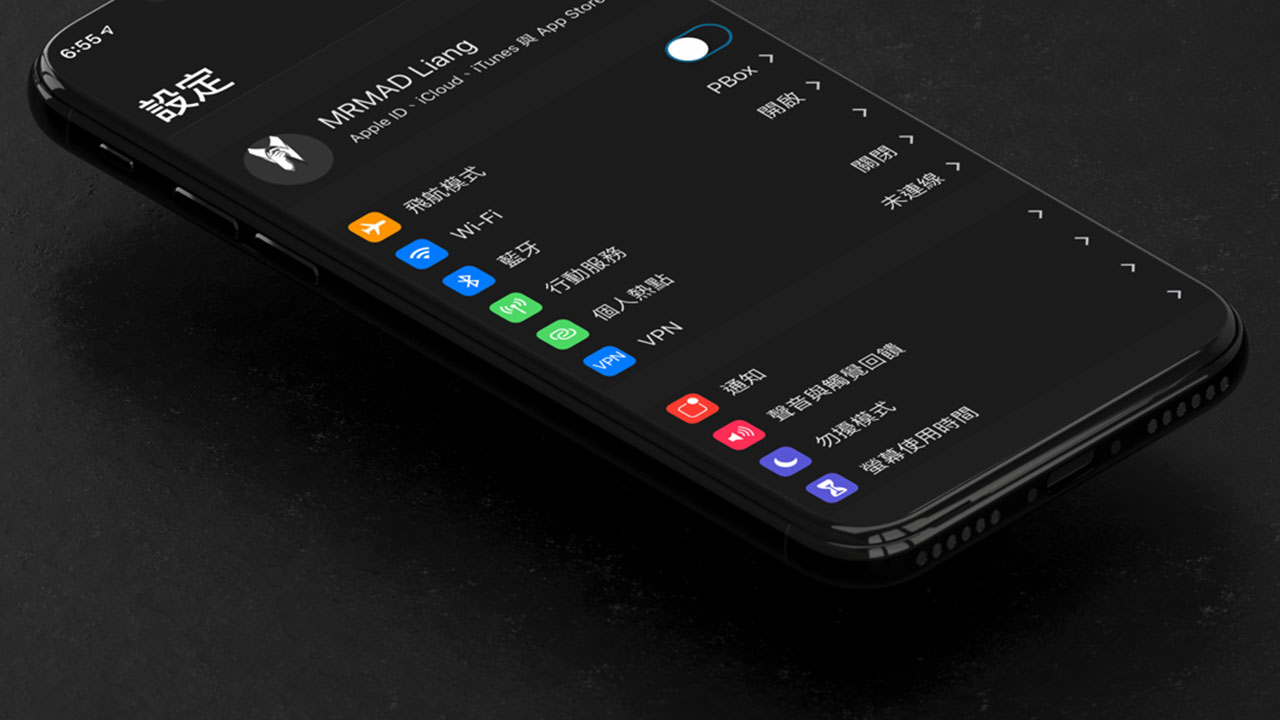 6:55
設定
MRMAD Liang
Apple ID、iCloud、iTunes 與 App Store
飛航模式
Wi-Fi PBox
藍牙 開啟
行動服務
個人熱點 關閉
VPN VPN 未連線
通知
聲音與觸覺回饋
勿擾模式
螢幕使用時間